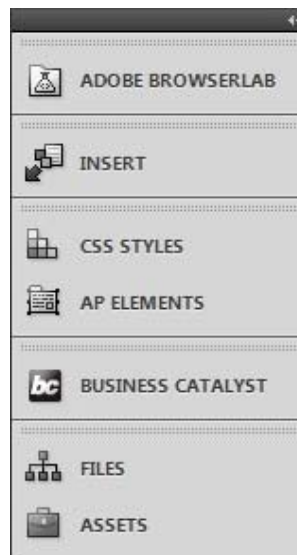 ADOBE BROWSERLAB
INSERT
CSS STYLES
AP ELEMENTS
bc BUSINESS CATALYST
FILES
ASSETS